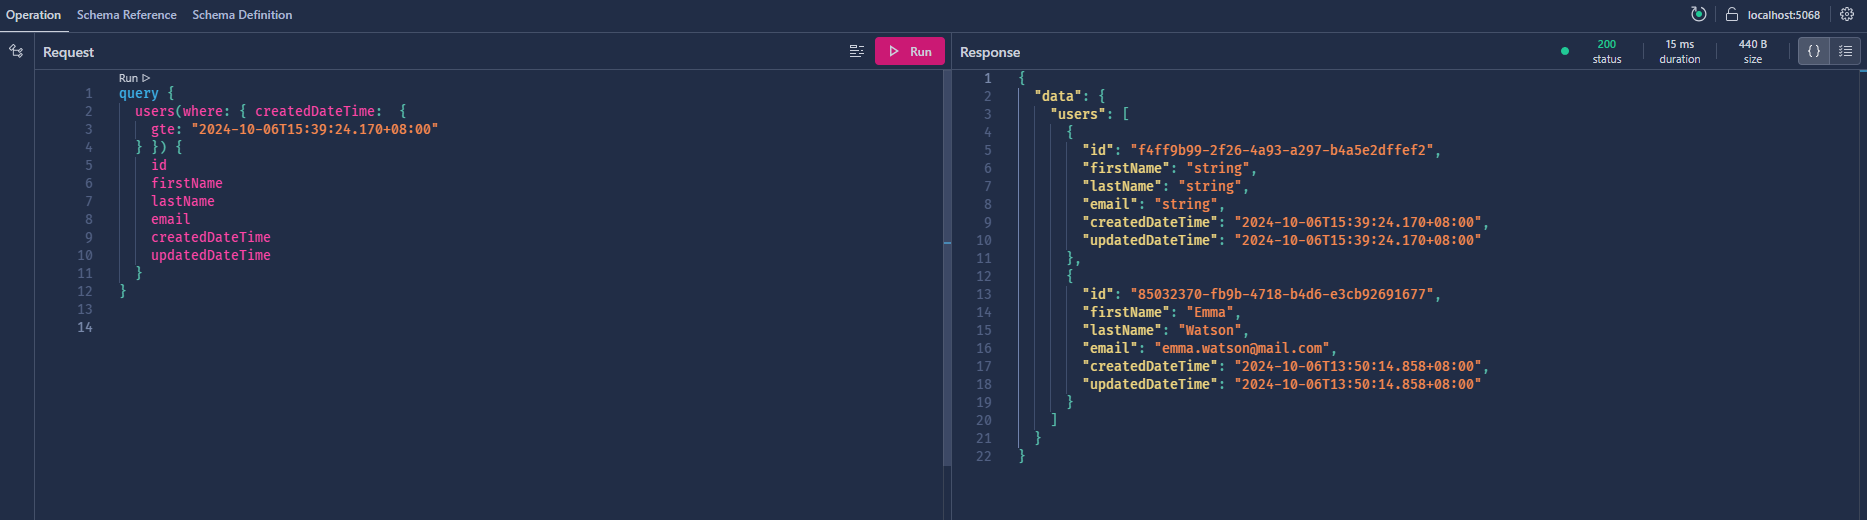 Operation Schema Reference Schema Definition localhost:5068
Request Run Response 200 status 15 ms duration 440 B size { }
Run
1 query {
2 users(where: { createdDateTime: {
3 gte: "2024-10-06T15:39:24.170+08:00"
4 } }) {
5 id
6 firstName
7 lastName
8 email
9 createdDateTime
10 updatedDateTime
11 }
12 }
13
14
1 {
2 "data": {
3 "users": [
4 {
5 "id": "f4ff9b99-2f26-4a93-a297-b4a5e2dffef2",
6 "firstName": "string",
7 "lastName": "string",
8 "email": "string",
9 "createdDateTime": "2024-10-06T15:39:24.170+08:00",
10 "updatedDateTime": "2024-10-06T15:39:24.170+08:00"
11 },
12 {
13 "id": "85032370-fb9b-4718-b4d6-e3cb92691677",
14 "firstName": "Emma",
15 "lastName": "Watson",
16 "email": "emma.watson@mail.com",
17 "createdDateTime": "2024-10-06T13:50:14.858+08:00",
18 "updatedDateTime": "2024-10-06T13:50:14.858+08:00"
19 }
20 ]
21 }
22 }